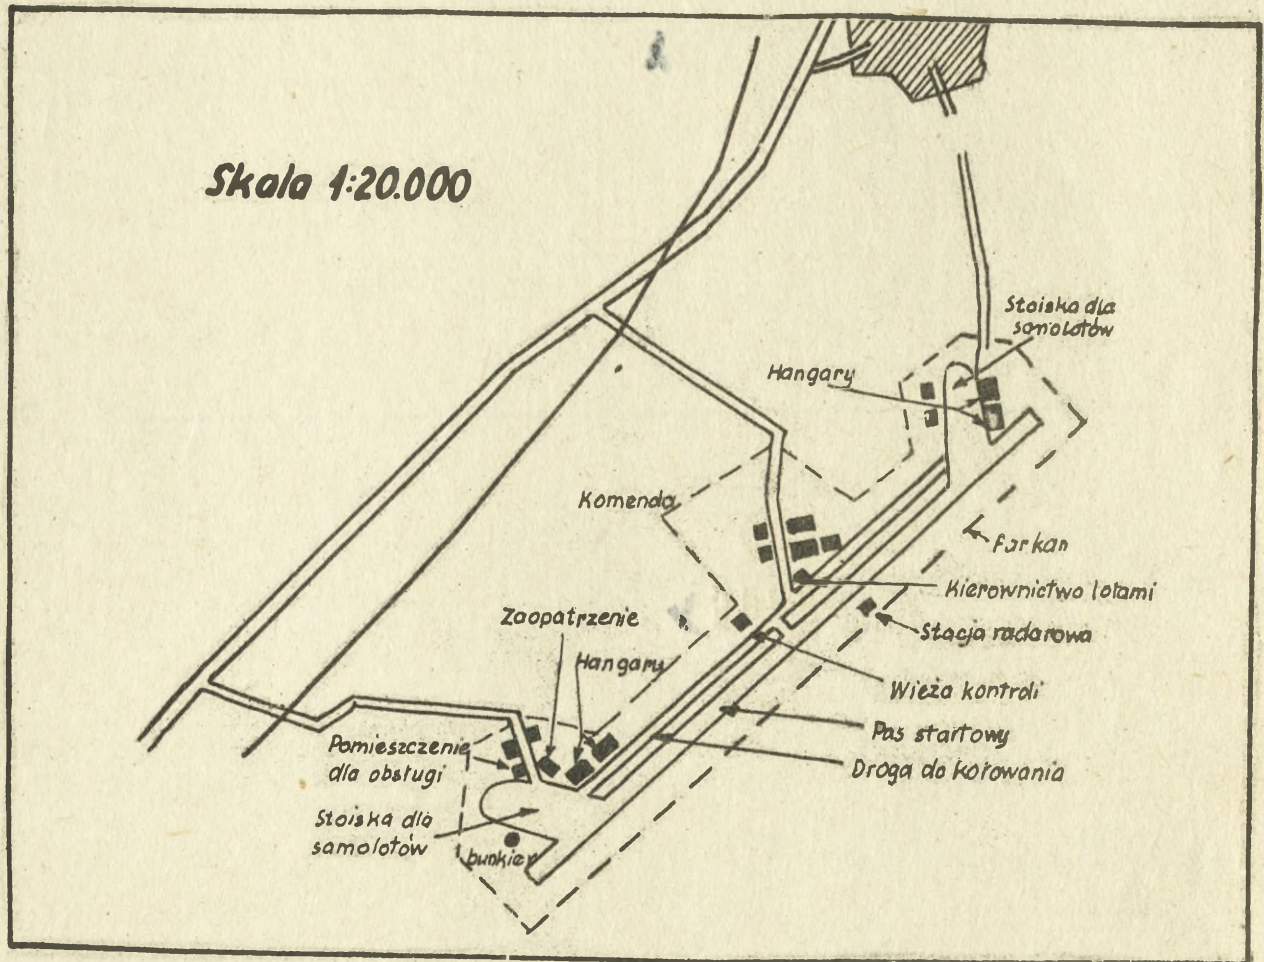 Skala 1:20.000
Stoiska dla
samolotów
Hangary
Komenda
Parkan
Kierownictwo lotami
Zaopatrzenie
Stacja radarowa
Hangary
Wieża kontroli
Pas startowy
Pomieszczenie
dla obsługi
Droga do kołowania
Stoiska dla
samolotów
bunkier